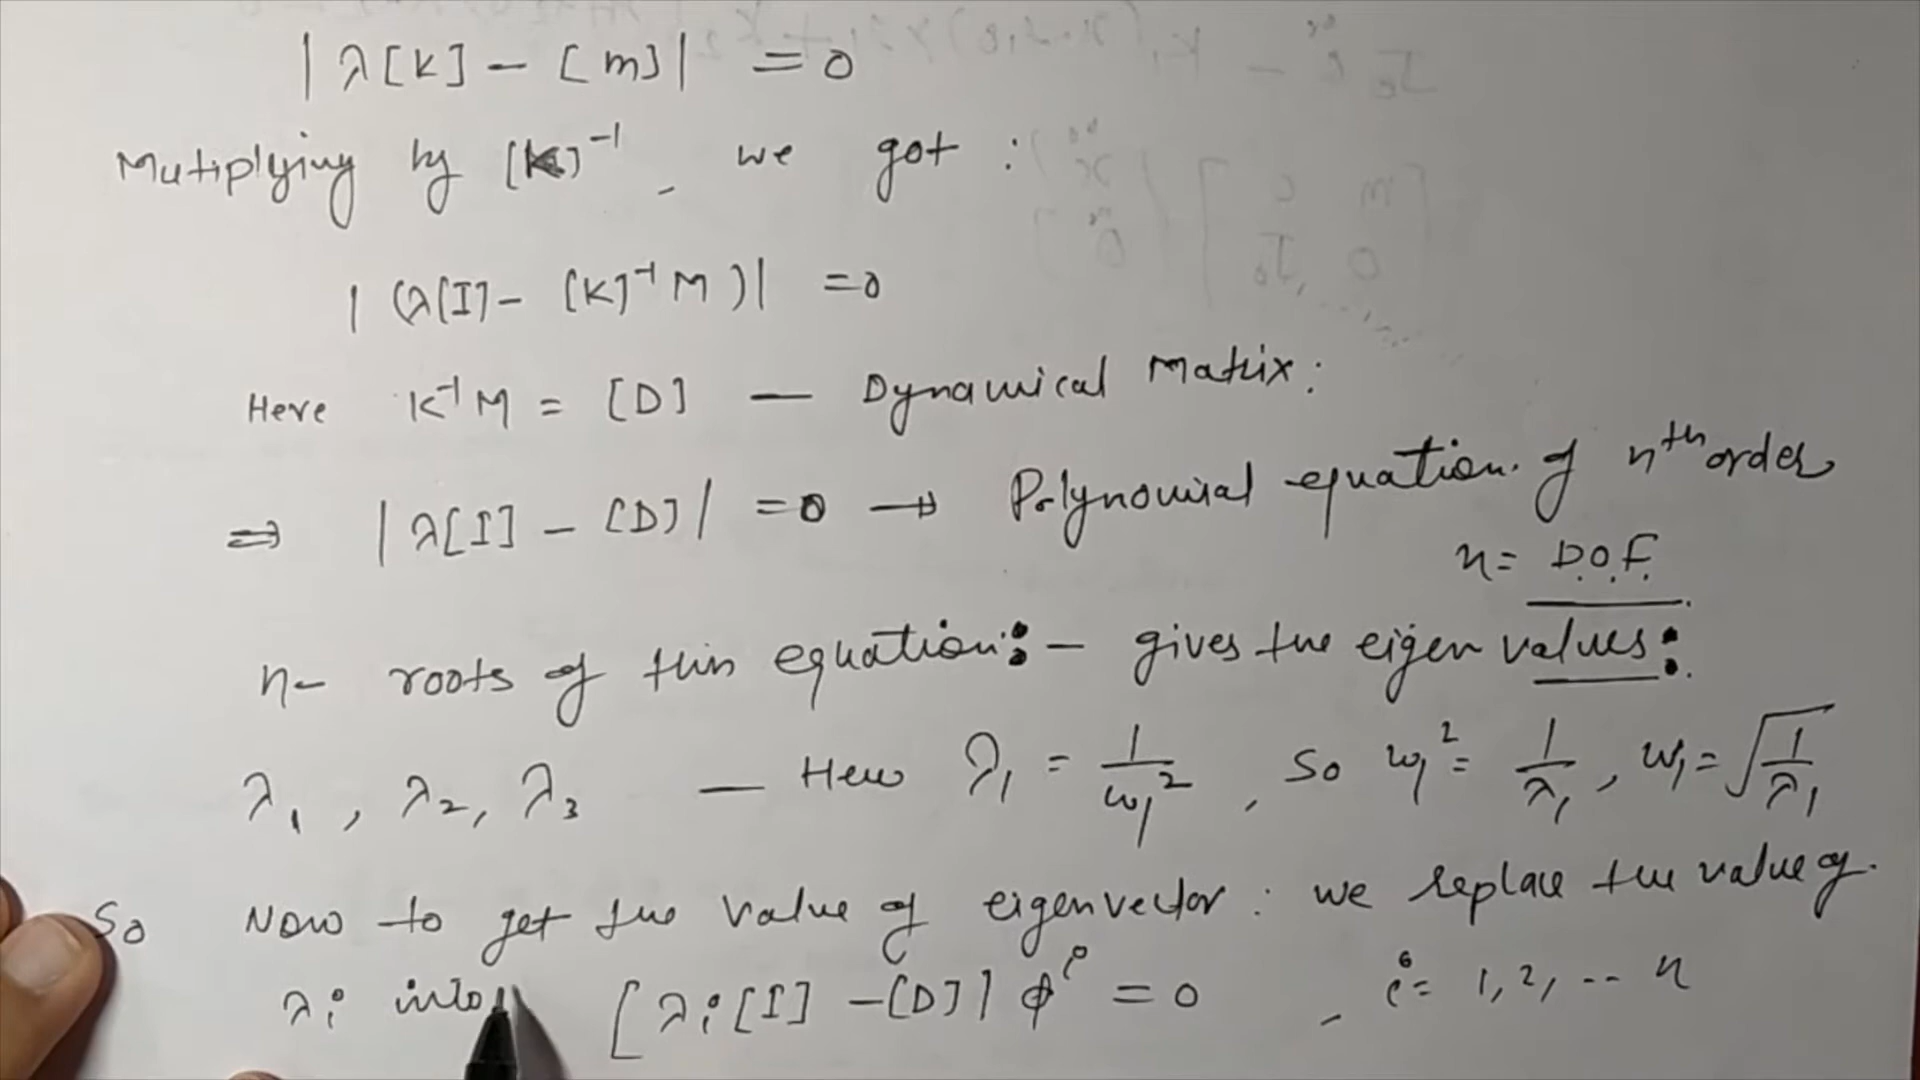 | λ[K] - [m] | = 0
Mutiplying by [K]⁻¹, we got :
| (λ[I] - [K]⁻¹ M ) | = 0
Here K⁻¹ M = [D] — Dynamical Matrix :
⇒ | λ[I] - [D] | = 0 → Polynomial equation of nth order
n = D.O.F.
n- roots of this equation :- gives the eigen values :
λ₁, λ₂, λ₃ — Here λ₁ = 1/ω₁², So ω₁² = 1/λ₁, ω₁ = √(1/λ₁)
So Now to get the value of eigenvector : we replace the value of
λi into [λi[I] - [D]] ϕⁱ = 0 , i = 1, 2, -- n